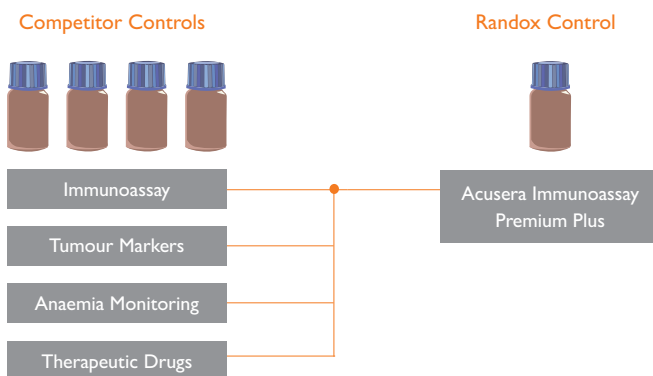 Competitor Controls
Randox Control
Immunoassay
Tumour Markers
Anaemia Monitoring
Therapeutic Drugs
Acusera Immunoassay
Premium Plus